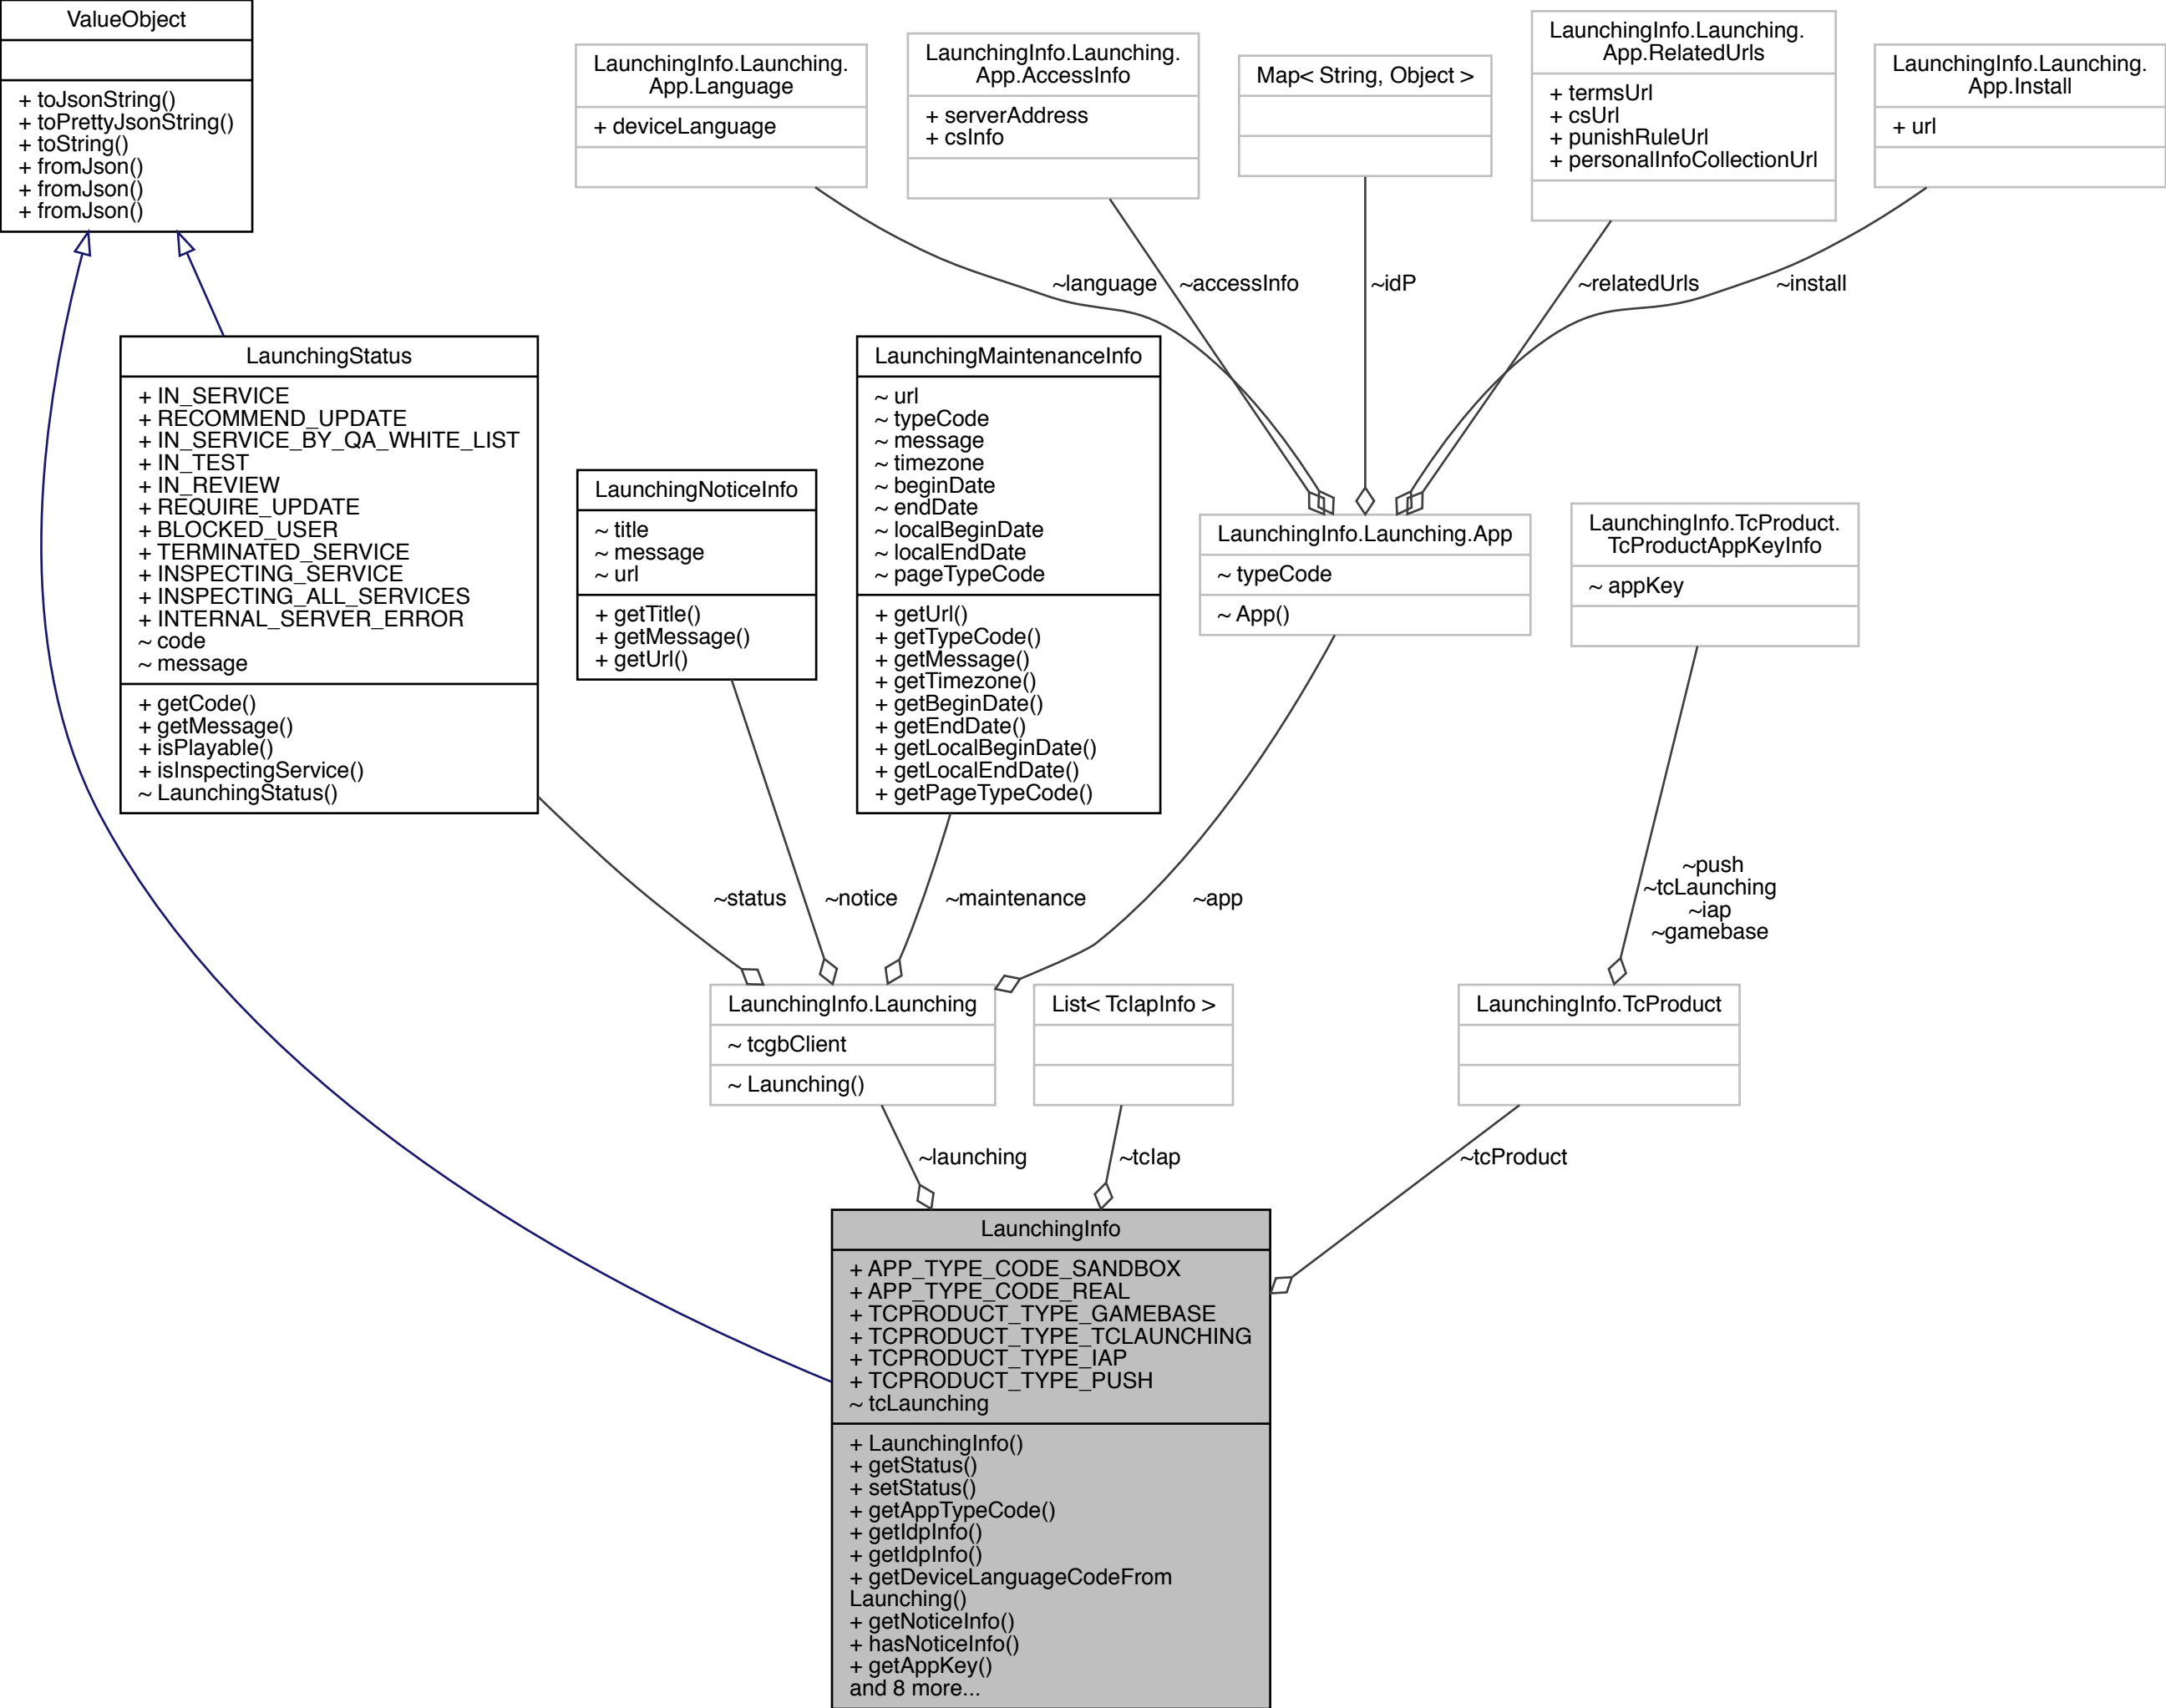 ValueObject
+ toJsonString()
+ toPrettyJsonString()
+ toString()
+ fromJson()
+ fromJson()
+ fromJson()
LaunchingInfo.Launching.
App.Language
+ deviceLanguage
LaunchingInfo.Launching.
App.AccessInfo
+ serverAddress
+ csInfo
Map< String, Object >
LaunchingInfo.Launching.
App.RelatedUrls
+ termsUrl
+ csUrl
+ punishRuleUrl
+ personalInfoCollectionUrl
LaunchingInfo.Launching.
App.Install
+ url
~language
~accessInfo
~idP
~relatedUrls
~install
LaunchingStatus
+ IN_SERVICE
+ RECOMMEND_UPDATE
+ IN_SERVICE_BY_QA_WHITE_LIST
+ IN_TEST
+ IN_REVIEW
+ REQUIRE_UPDATE
+ BLOCKED_USER
+ TERMINATED_SERVICE
+ INSPECTING_SERVICE
+ INSPECTING_ALL_SERVICES
+ INTERNAL_SERVER_ERROR
~ code
~ message
+ getCode()
+ getMessage()
+ isPlayable()
+ isInspectingService()
~ LaunchingStatus()
LaunchingNoticeInfo
~ title
~ message
~ url
+ getTitle()
+ getMessage()
+ getUrl()
LaunchingMaintenanceInfo
~ url
~ typeCode
~ message
~ timezone
~ beginDate
~ endDate
~ localBeginDate
~ localEndDate
~ pageTypeCode
+ getUrl()
+ getTypeCode()
+ getMessage()
+ getTimezone()
+ getBeginDate()
+ getEndDate()
+ getLocalBeginDate()
+ getLocalEndDate()
+ getPageTypeCode()
LaunchingInfo.Launching.App
~ typeCode
~ App()
LaunchingInfo.TcProduct.
TcProductAppKeyInfo
~ appKey
~status
~notice
~maintenance
~app
~push
~tcLaunching
~iap
~gamebase
LaunchingInfo.Launching
~ tcgbClient
~ Launching()
List< TcIapInfo >
LaunchingInfo.TcProduct
~launching
~tcIap
~tcProduct
LaunchingInfo
+ APP_TYPE_CODE_SANDBOX
+ APP_TYPE_CODE_REAL
+ TCPRODUCT_TYPE_GAMEBASE
+ TCPRODUCT_TYPE_TCLAUNCHING
+ TCPRODUCT_TYPE_IAP
+ TCPRODUCT_TYPE_PUSH
~ tcLaunching
+ LaunchingInfo()
+ getStatus()
+ setStatus()
+ getAppTypeCode()
+ getIdpInfo()
+ getIdpInfo()
+ getDeviceLanguageCodeFrom
Launching()
+ getNoticeInfo()
+ hasNoticeInfo()
+ getAppKey()
and 8 more...